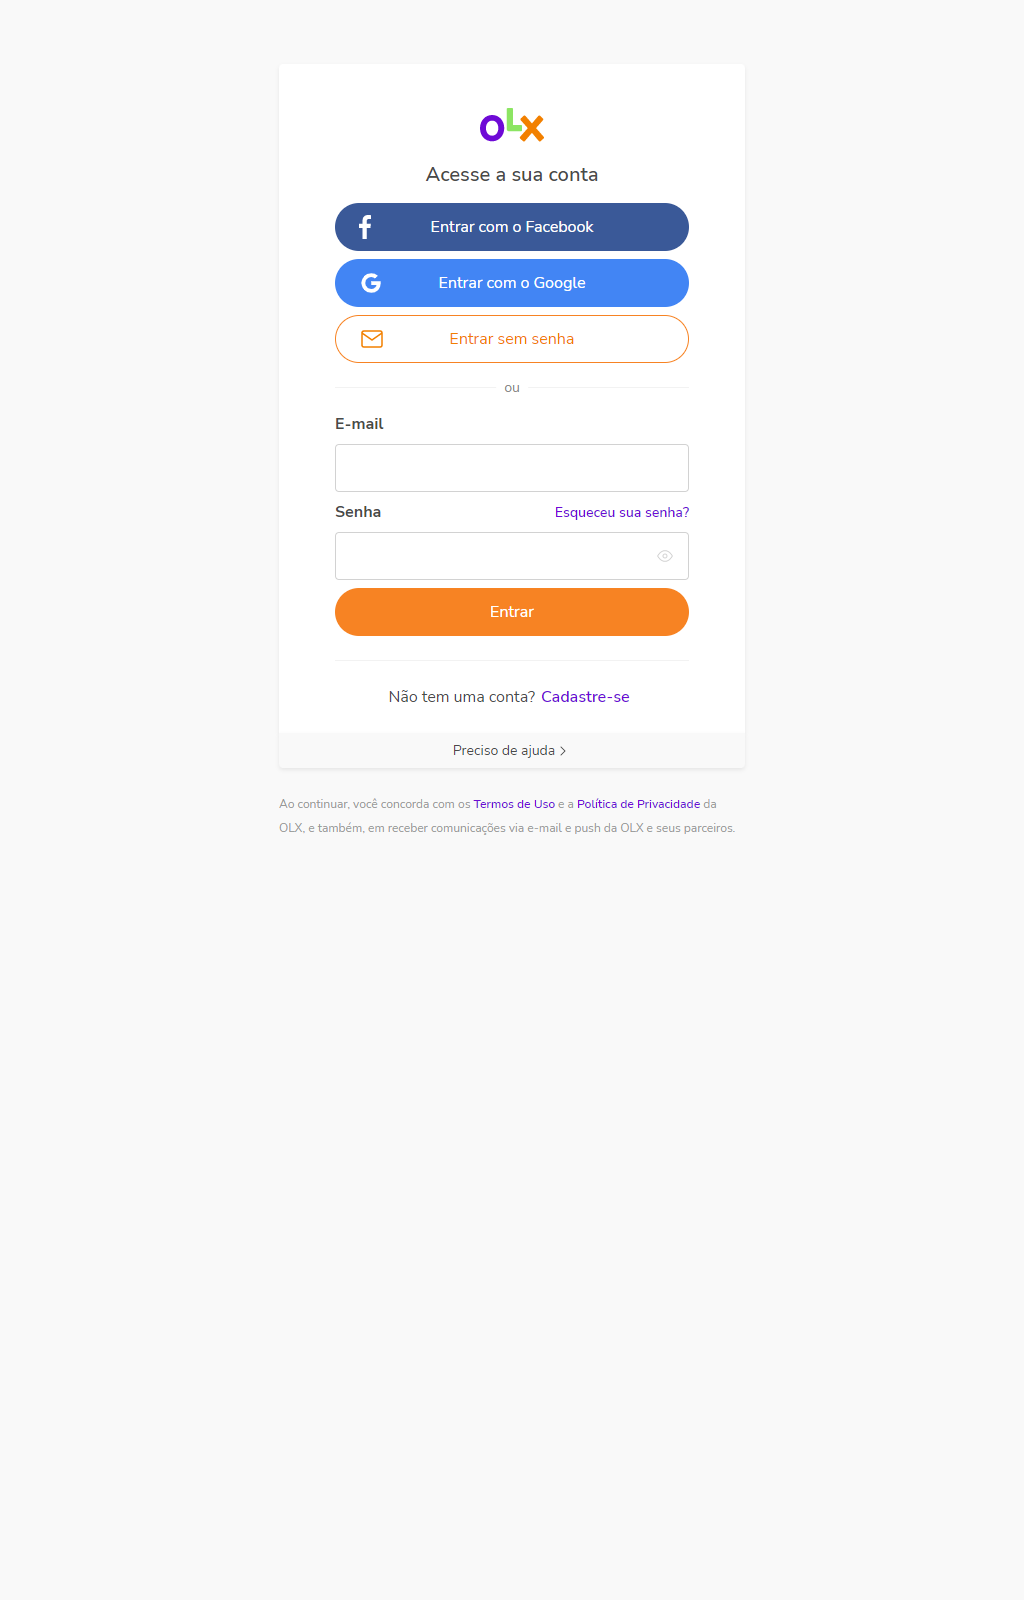 OLX
Acesse a sua conta
Entrar com o Facebook
Entrar com o Google
Entrar sem senha
ou
E-mail
Senha
Esqueceu sua senha?
Entrar
Não tem uma conta? Cadastre-se
Preciso de ajuda
Ao continuar, você concorda com os Termos de Uso e a Política de Privacidade da
OLX, e também, em receber comunicações via e-mail e push da OLX e seus parceiros.